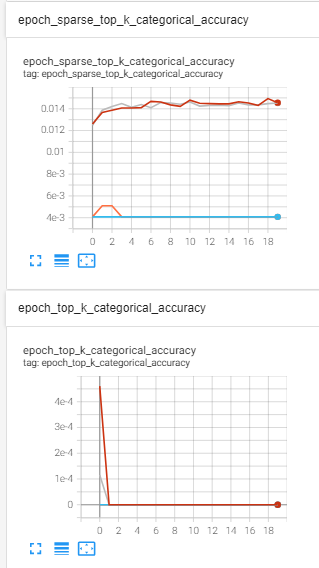 epoch_sparse_top_k_categorical_accuracy
epoch_sparse_top_k_categorical_accuracy
tag: epoch_sparse_top_k_categorical_accuracy
0.014
0.012
0.01
8e-3
6e-3
4e-3
0 2 4 6 8 10 12 14 16 18
epoch_top_k_categorical_accuracy
epoch_top_k_categorical_accuracy
tag: epoch_top_k_categorical_accuracy
4e-4
3e-4
2e-4
1e-4
0
0 2 4 6 8 10 12 14 16 18